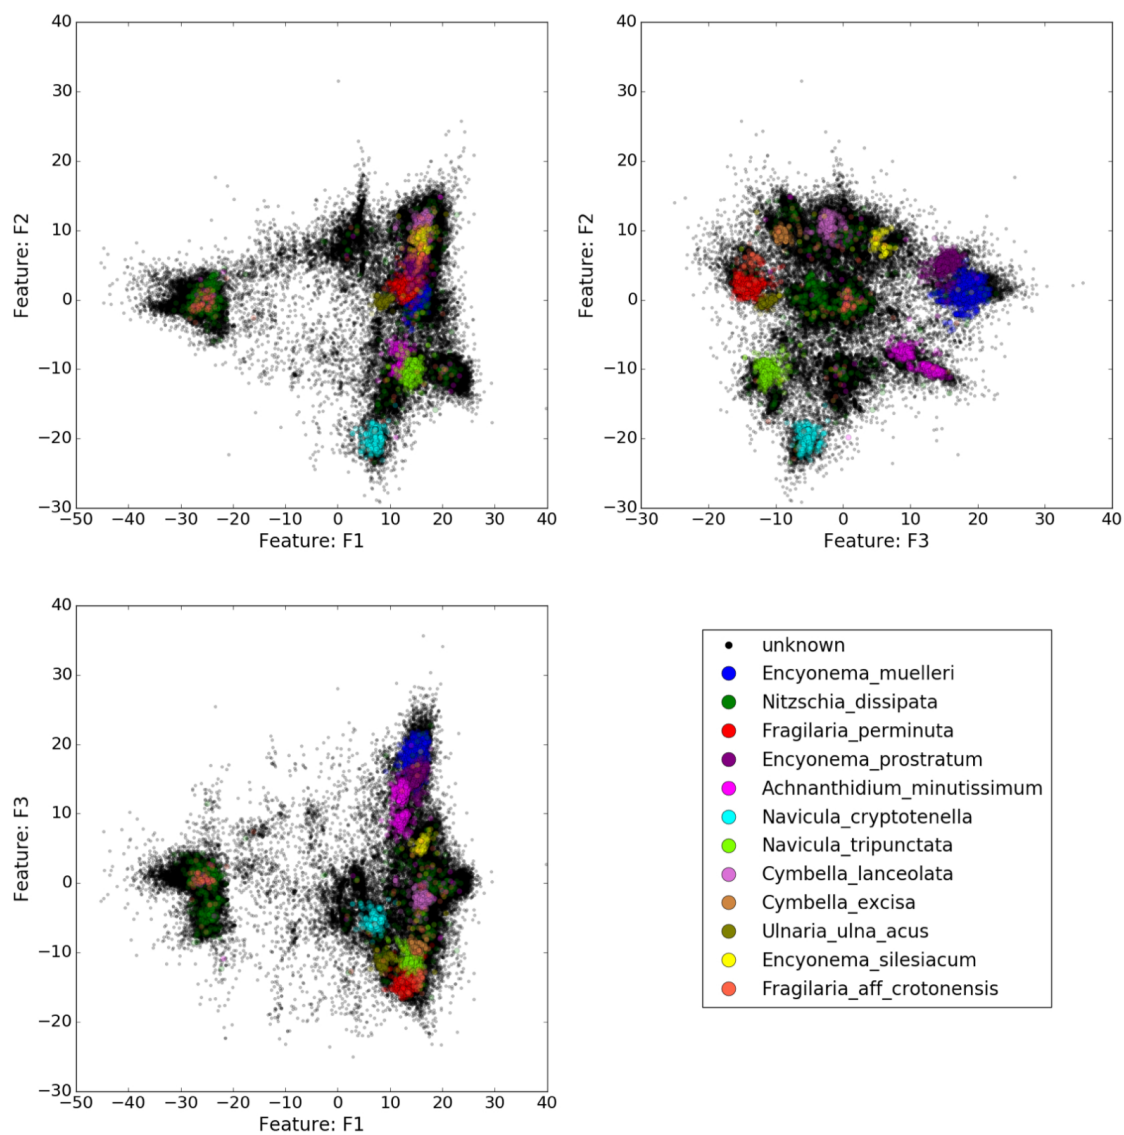 40
30
20
10
0
−10
−20
−30
−50 −40 −30 −20 −10 0 10 20 30 40
Feature: F1
Feature: F2
40
30
20
10
0
−10
−20
−30
−30 −20 −10 0 10 20 30 40
Feature: F3
Feature: F2
40
30
20
10
0
−10
−20
−30
−50 −40 −30 −20 −10 0 10 20 30 40
Feature: F1
Feature: F3
unknown
Encyonema_muelleri
Nitzschia_dissipata
Fragilaria_perminuta
Encyonema_prostratum
Achnanthidium_minutissimum
Navicula_cryptotenella
Navicula_tripunctata
Cymbella_lanceolata
Cymbella_excisa
Ulnaria_ulna_acus
Encyonema_silesiacum
Fragilaria_aff_crotonensis